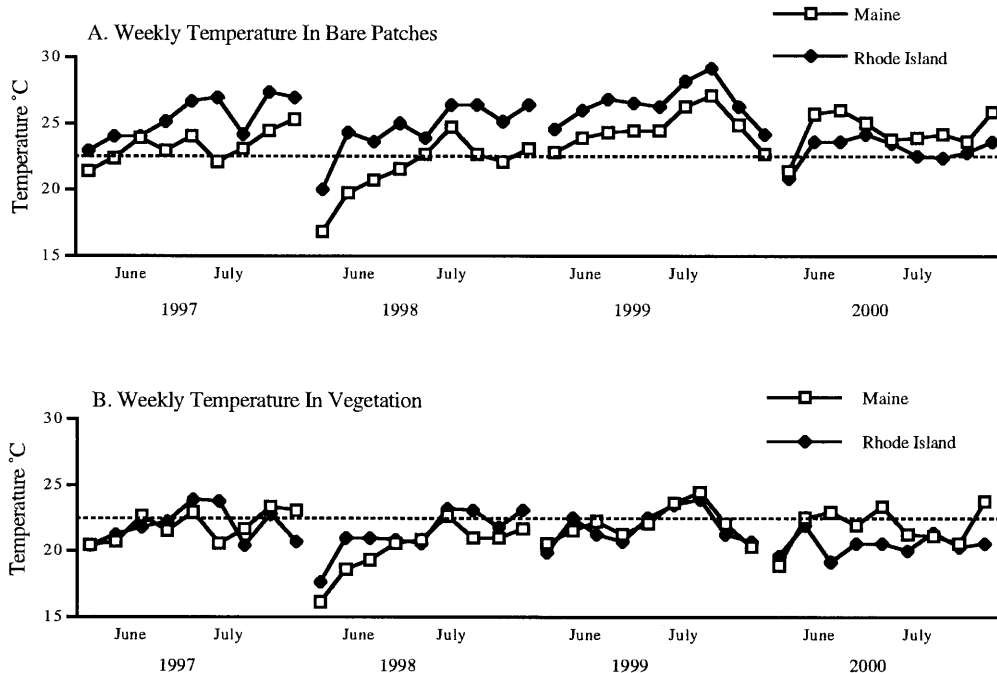 Maine
A. Weekly Temperature In Bare Patches
Rhode Island
30
25
20
15
Temperature °C
June July June July June July June July
1997 1998 1999 2000
B. Weekly Temperature In Vegetation
Maine
Rhode Island
30
25
20
15
Temperature °C
June July June July June July June July
1997 1998 1999 2000